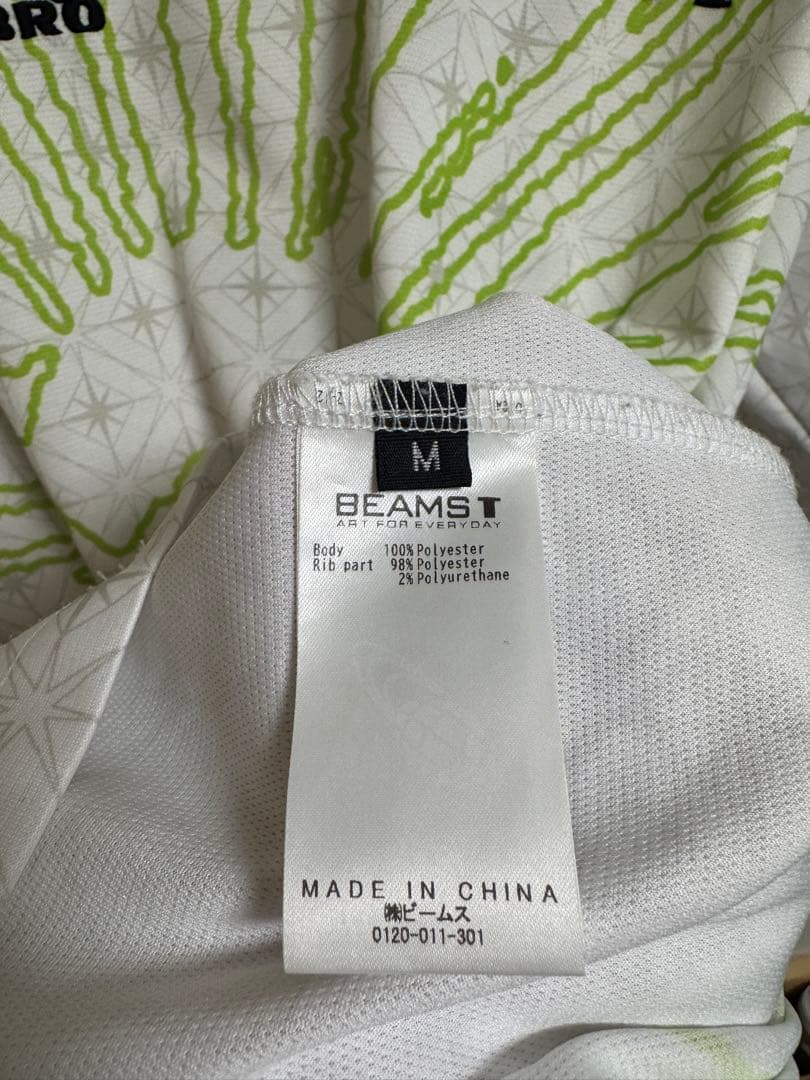 BRO
M
BEAMS T
ART FOR EVERYDAY
Body 100% Polyester
Rib part 98% Polyester
2% Polyurethane
MADE IN CHINA
㈱ビームス
0120-011-301